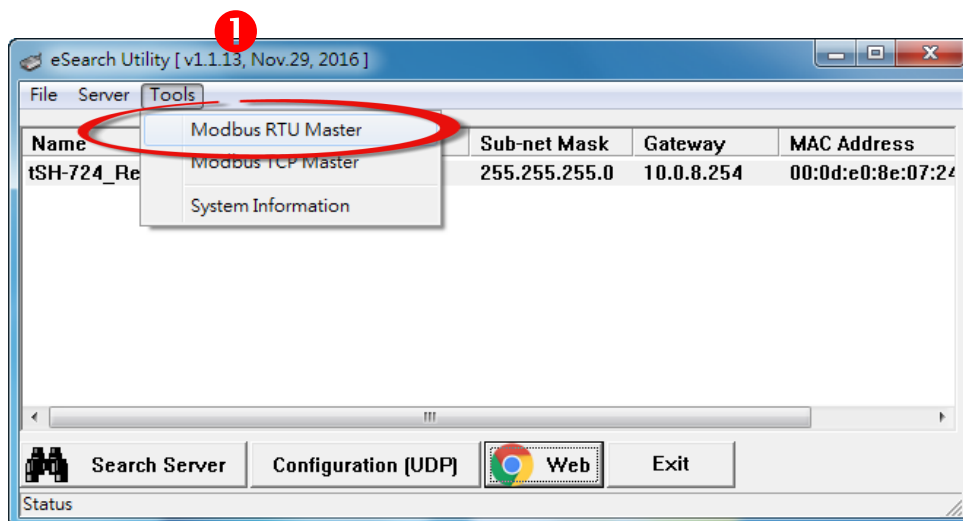 1
eSearch Utility [ v1.1.13, Nov.29, 2016 ]
File Server Tools
Modbus RTU Master
Modbus TCP Master
System Information
Name Sub-net Mask Gateway MAC Address
tSH-724_Re 255.255.255.0 10.0.8.254 00:0d:e0:8e:07:24
Search Server Configuration (UDP) Web Exit
Status